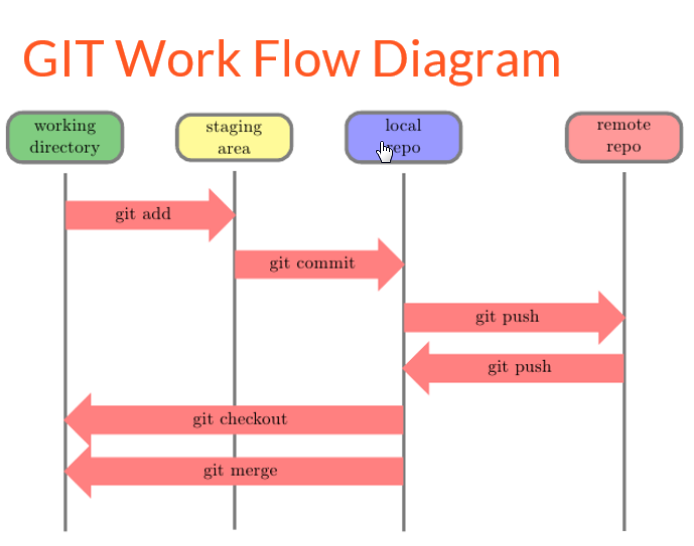 GIT Work Flow Diagram
working
directory
staging
area
local
repo
remote
repo
git add
git commit
git push
git push
git checkout
git merge